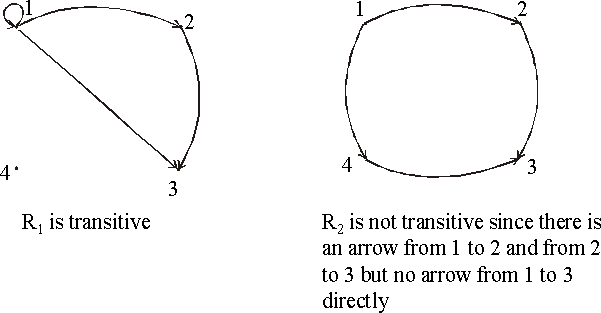 1 2 1 2
4 4 3
3
R1 is transitive
R2 is not transitive since there is
an arrow from 1 to 2 and from 2
to 3 but no arrow from 1 to 3
directly